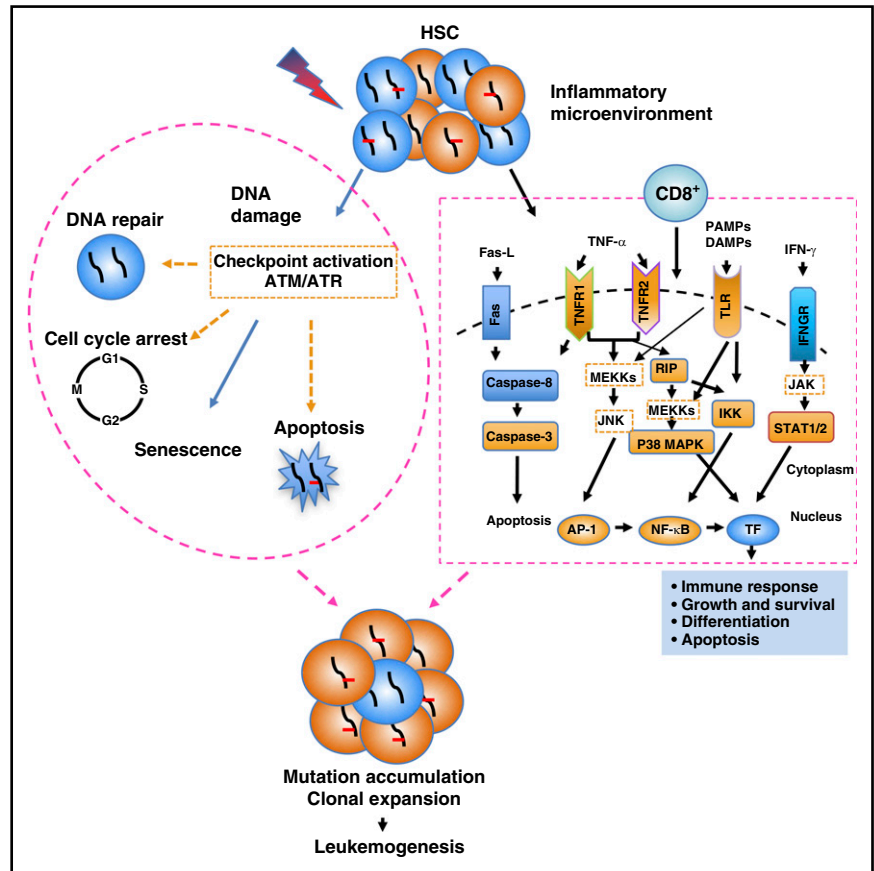 HSC
Inflammatory
microenvironment
DNA
damage
DNA repair
Checkpoint activation
ATM/ATR
Cell cycle arrest
G1
M
S
G2
Senescence
Apoptosis
CD8+
PAMPs
DAMPs
Fas-L
TNF-α
IFN-γ
Fas
TNFR1
TNFR2
TLR
IFNGR
Caspase-8
MEKKs
RIP
JAK
Caspase-3
JNK
MEKKs
IKK
STAT1/2
P38 MAPK
Cytoplasm
Apoptosis
AP-1
NF-κB
TF
Nucleus
• Immune response
• Growth and survival
• Differentiation
• Apoptosis
Mutation accumulation
Clonal expansion
Leukemogenesis